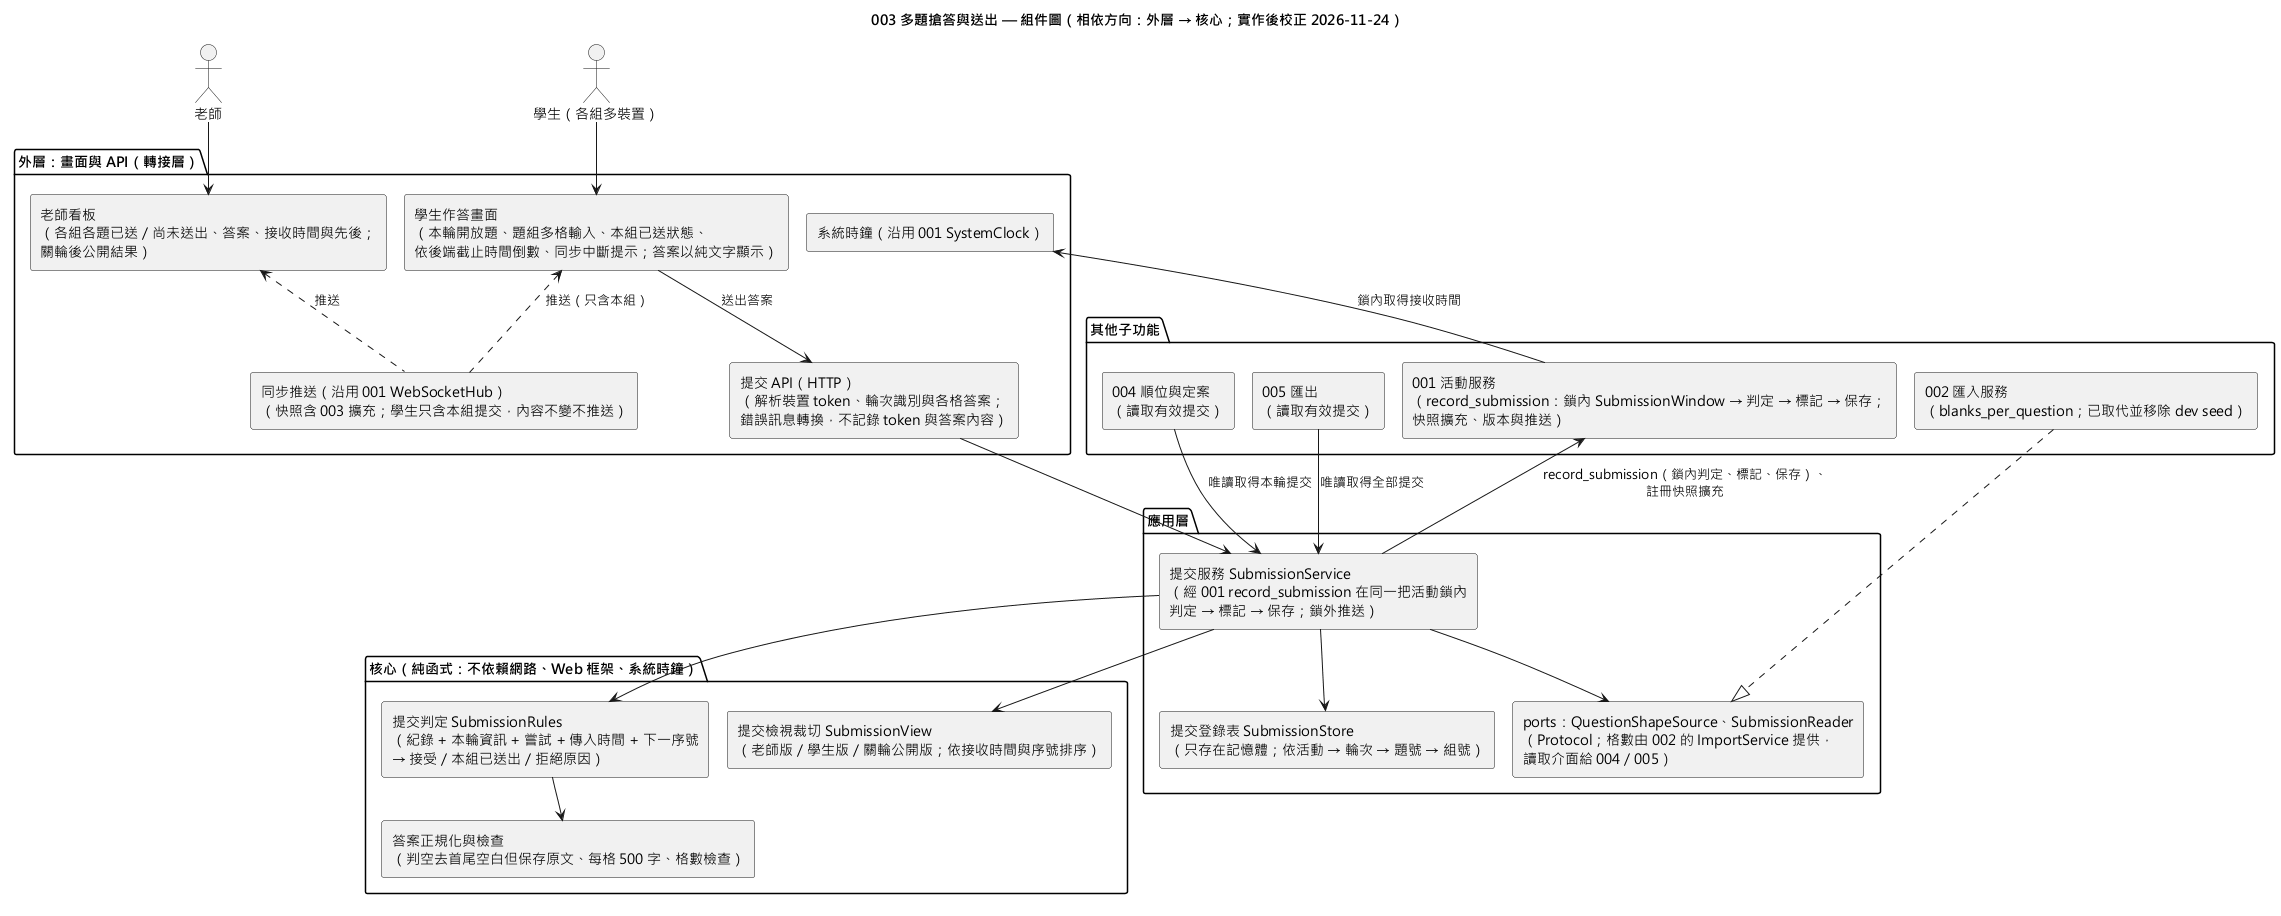 003 多題搶答與送出 — 組件圖（相依方向：外層 → 核心；實作後校正 2026-11-24）
老師
學生（各組多裝置）
外層：畫面與 API（轉接層）
老師看板
（各組各題已送 / 尚未送出、答案、接收時間與先後；
關輪後公開結果）
學生作答畫面
（本輪開放題、題組多格輸入、本組已送狀態、
依後端截止時間倒數、同步中斷提示；答案以純文字顯示）
系統時鐘（沿用 001 SystemClock）
推送
推送（只含本組）
送出答案
鎖內取得接收時間
其他子功能
同步推送（沿用 001 WebSocketHub）
（快照含 003 擴充；學生只含本組提交，內容不變不推送）
提交 API（HTTP）
（解析裝置 token、輪次識別與各格答案；
錯誤訊息轉換，不記錄 token 與答案內容）
004 順位與定案
（讀取有效提交）
005 匯出
（讀取有效提交）
001 活動服務
（record_submission：鎖內 SubmissionWindow → 判定 → 標記 → 保存；
快照擴充、版本與推送）
002 匯入服務
（blanks_per_question；已取代並移除 dev seed）
唯讀取得本輪提交
唯讀取得全部提交
record_submission（鎖內判定、標記、保存）、
註冊快照擴充
應用層
提交服務 SubmissionService
（經 001 record_submission 在同一把活動鎖內
判定 → 標記 → 保存；鎖外推送）
核心（純函式：不依賴網路、Web 框架、系統時鐘）
提交判定 SubmissionRules
（紀錄 + 本輪資訊 + 嘗試 + 傳入時間 + 下一序號
→ 接受 / 本組已送出 / 拒絕原因）
提交檢視裁切 SubmissionView
（老師版 / 學生版 / 關輪公開版；依接收時間與序號排序）
提交登錄表 SubmissionStore
（只存在記憶體；依活動 → 輪次 → 題號 → 組號）
ports：QuestionShapeSource、SubmissionReader
（Protocol；格數由 002 的 ImportService 提供，
讀取介面給 004 / 005）
答案正規化與檢查
（判空去首尾空白但保存原文、每格 500 字、格數檢查）